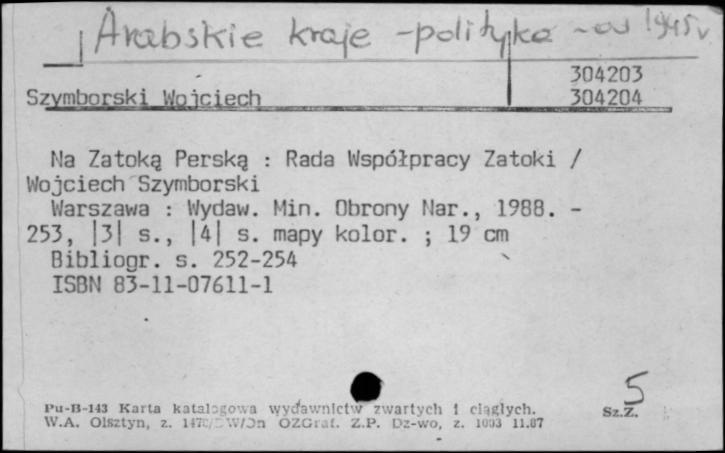 Arabskie kraje - polityka - od 1945 r.
304203
Szymborski Wojciech 304204
Na Zatoką Perską : Rada Współpracy Zatoki /
Wojciech Szymborski
Warszawa : Wydaw. Min. Obrony Nar., 1988. -
253, |3| s., |4| s. mapy kolor. ; 19 cm
Bibliogr. s. 252-254
ISBN 83-11-07611-1
5
Pu-B-143 Karta katalogowa wydawnictw zwartych i ciągłych. Sz.Z.
W.A. Olsztyn, z. OZGraf. Z.P. Dz-wo, z. 11.87